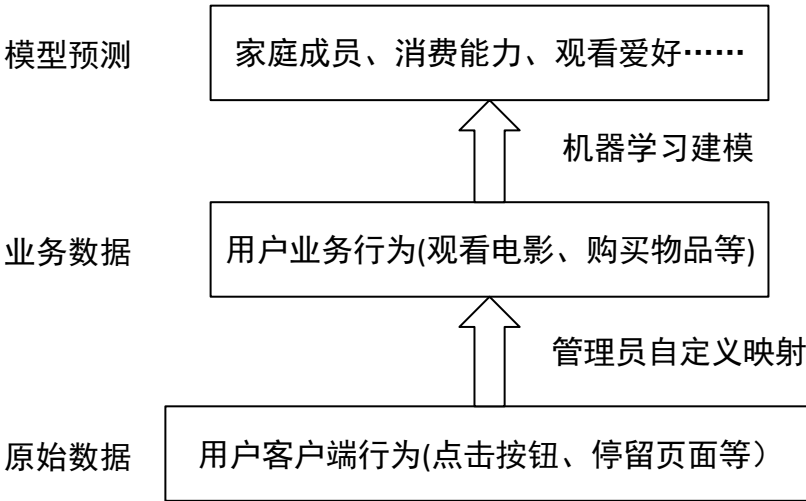 模型预测
家庭成员、消费能力、观看爱好……
机器学习建模
业务数据
用户业务行为(观看电影、购买物品等)
管理员自定义映射
原始数据
用户客户端行为(点击按钮、停留页面等）